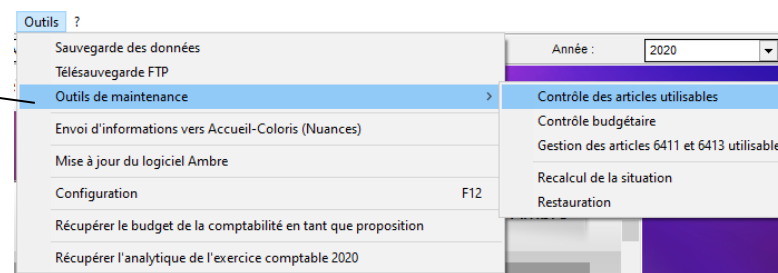 Outils ?
Sauvegarde des données
Année :
2020
Télésauvegarde FTP
Outils de maintenance
Contrôle des articles utilisables
Contrôle budgétaire
Envoi d'informations vers Accueil-Coloris (Nuances)
Gestion des articles 6411 et 6413 utilisable
Mise à jour du logiciel Ambre
Recalcul de la situation
Configuration F12
Restauration
Récupérer le budget de la comptabilité en tant que proposition
Récupérer l'analytique de l'exercice comptable 2020